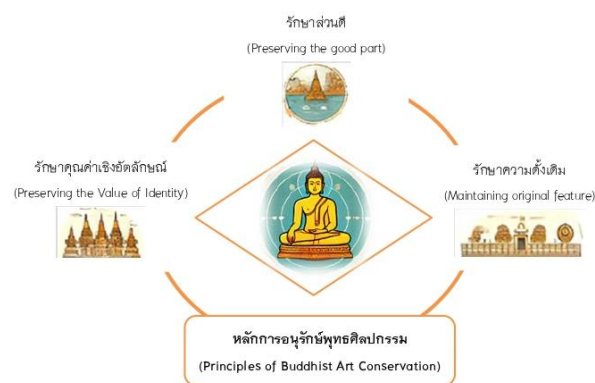 รักษาส่วนดี
(Preserving the good part)
รักษาคุณค่าเชิงอัตลักษณ์
(Preserving the Value of Identity)
รักษาความดั้งเดิม
(Maintaining original feature)
หลักการอนุรักษ์พุทธศิลปกรรม
(Principles of Buddhist Art Conservation)